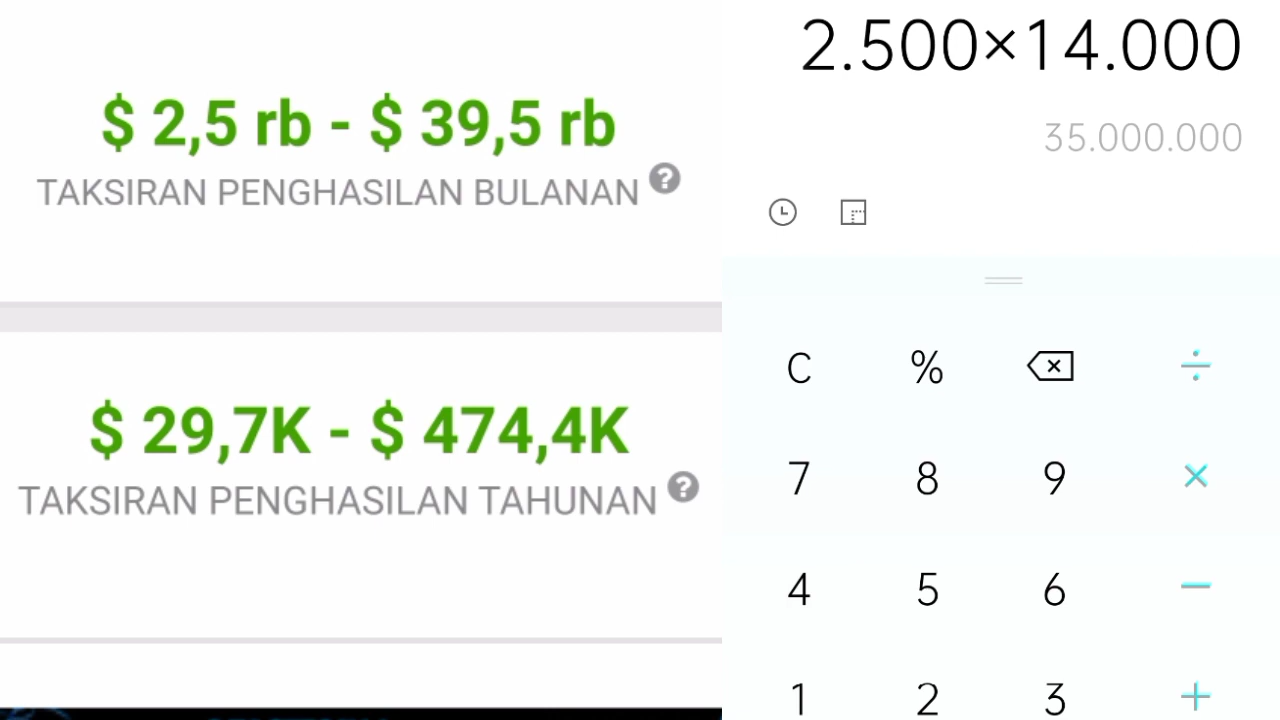 $ 2,5 rb - $ 39,5 rb
TAKSIRAN PENGHASILAN BULANAN ?
$ 29,7K - $ 474,4K
TAKSIRAN PENGHASILAN TAHUNAN ?
2.500×14.000
35.000.000
C % ÷
7 8 9 ×
4 5 6 −
1 2 3 +